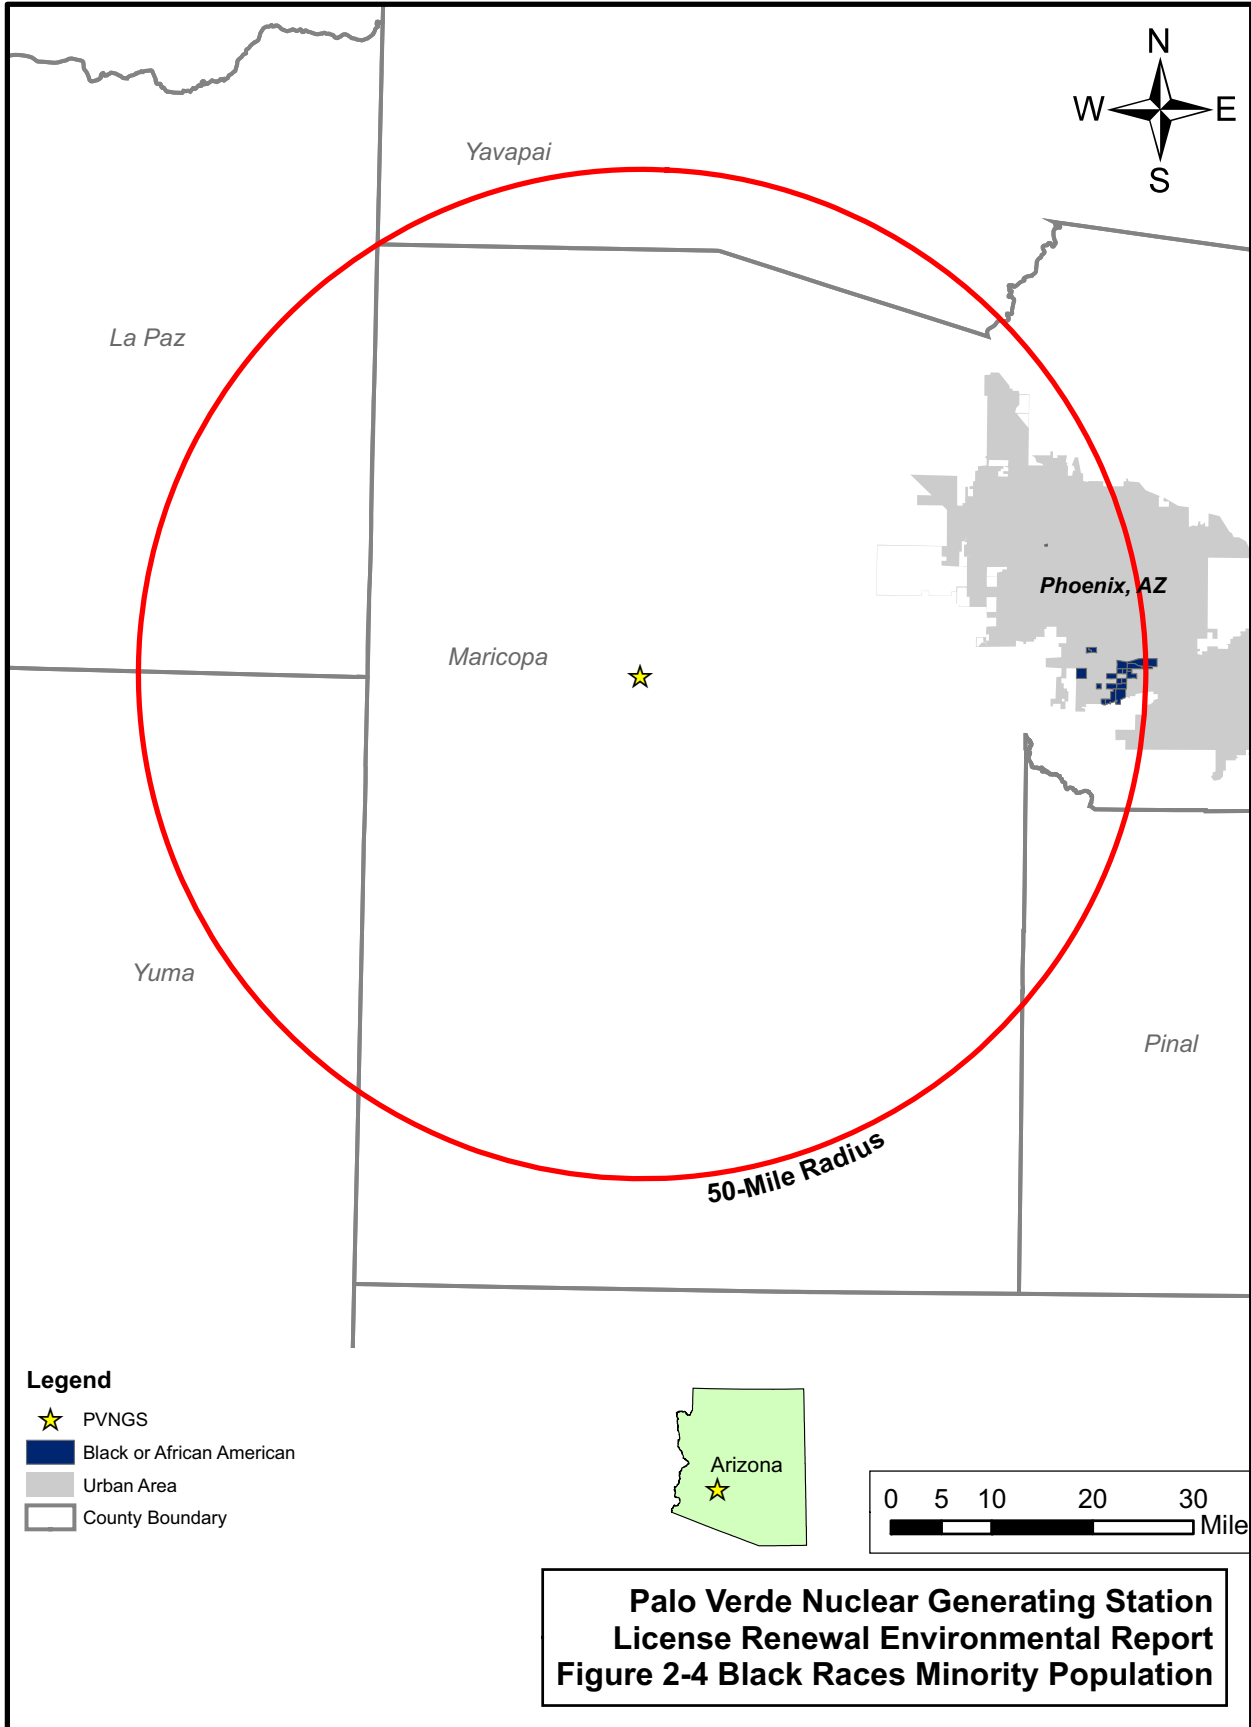 N
W E
S
Yavapai
La Paz
Phoenix, AZ
Maricopa
Yuma
Pinal
50-Mile Radius
Legend
PVNGS
Black or African American
Urban Area
County Boundary
Arizona
0 5 10 20 30
Mile
Palo Verde Nuclear Generating Station
License Renewal Environmental Report
Figure 2-4 Black Races Minority Population